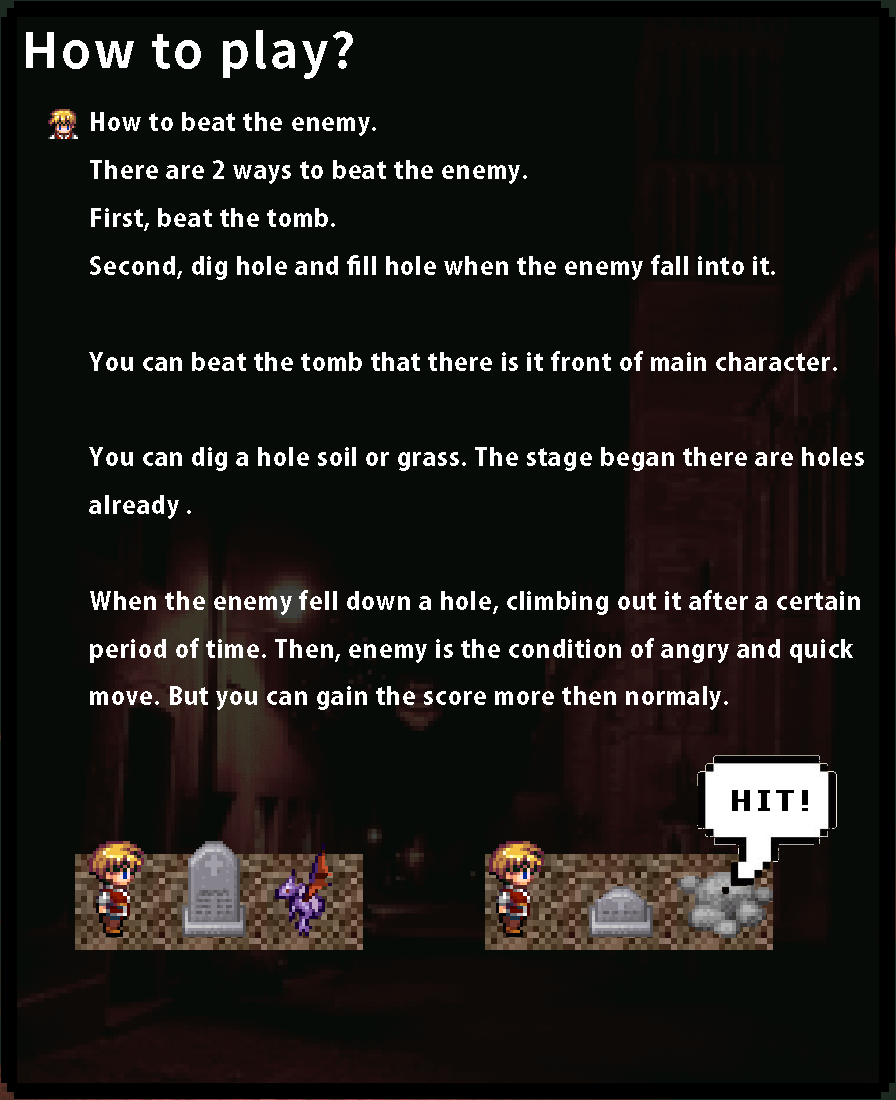 How to play?
How to beat the enemy.
There are 2 ways to beat the enemy.
First, beat the tomb.
Second, dig hole and fill hole when the enemy fall into it.
You can beat the tomb that there is it front of main character.
You can dig a hole soil or grass. The stage began there are holes
already .
When the enemy fell down a hole, climbing out it after a certain
period of time. Then, enemy is the condition of angry and quick
move. But you can gain the score more then normaly.
HIT!